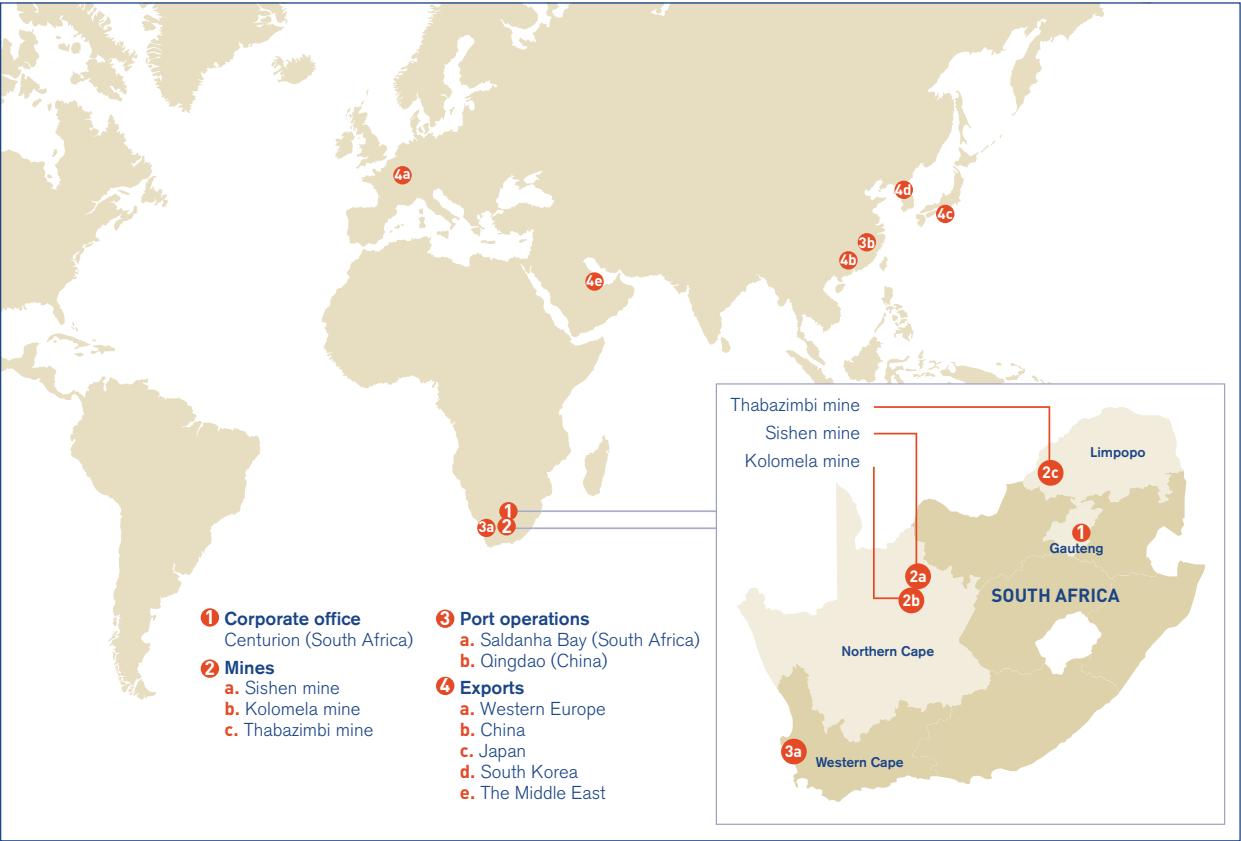 4a
4d
4c
3b
4b
4e
1
3a
2
Thabazimbi mine
Sishen mine
Kolomela mine
Limpopo
2c
1
Gauteng
2a
2b
SOUTH AFRICA
Northern Cape
3a
Western Cape
1 Corporate office
Centurion (South Africa)
2 Mines
a. Sishen mine
b. Kolomela mine
c. Thabazimbi mine
3 Port operations
a. Saldanha Bay (South Africa)
b. Qingdao (China)
4 Exports
a. Western Europe
b. China
c. Japan
d. South Korea
e. The Middle East